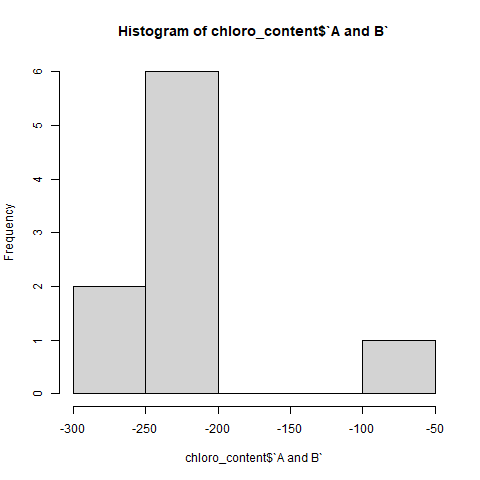 Histogram of chloro_content$`A and B`
6
5
4
3
2
1
0
Frequency
-300 -250 -200 -150 -100 -50
chloro_content$`A and B`